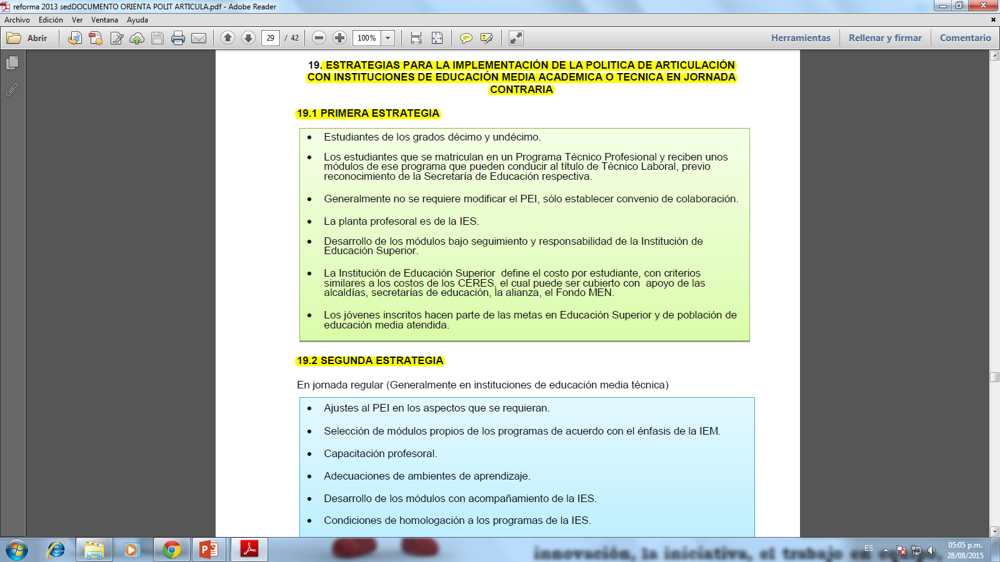 reforma 2013 sedDOCUMENTO ORIENTA POLIT ARTICULA.pdf - Adobe Reader
Archivo Edición Ver Ventana Ayuda
Abrir 29 / 42 100% Herramientas Rellenar y firmar Comentario
19. ESTRATEGIAS PARA LA IMPLEMENTACIÓN DE LA POLITICA DE ARTICULACIÓN
CON INSTITUCIONES DE EDUCACIÓN MEDIA ACADEMICA O TECNICA EN JORNADA
CONTRARIA
19.1 PRIMERA ESTRATEGIA
• Estudiantes de los grados décimo y undécimo.
• Los estudiantes que se matriculan en un Programa Técnico Profesional y reciben unos
módulos de ese programa que pueden conducir al título de Técnico Laboral, previo
reconocimiento de la Secretaría de Educación respectiva.
• Generalmente no se requiere modificar el PEI, sólo establecer convenio de colaboración.
• La planta profesoral es de la IES.
• Desarrollo de los módulos bajo seguimiento y responsabilidad de la Institución de
Educación Superior.
• La Institución de Educación Superior define el costo por estudiante, con criterios
similares a los costos de los CERES, el cual puede ser cubierto con apoyo de las
alcaldías, secretarías de educación, la alianza, el Fondo MEN.
• Los jóvenes inscritos hacen parte de las metas en Educación Superior y de población de
educación media atendida.
19.2 SEGUNDA ESTRATEGIA
En jornada regular (Generalmente en instituciones de educación media técnica)
• Ajustes al PEI en los aspectos que se requieran.
• Selección de módulos propios de los programas de acuerdo con el énfasis de la IEM.
• Capacitación profesoral.
• Adecuaciones de ambientes de aprendizaje.
• Desarrollo de los módulos con acompañamiento de la IES.
• Condiciones de homologación a los programas de la IES.
innovación, la iniciativa, el trabajo en equipo,
ES
05:05 p.m.
28/08/2015